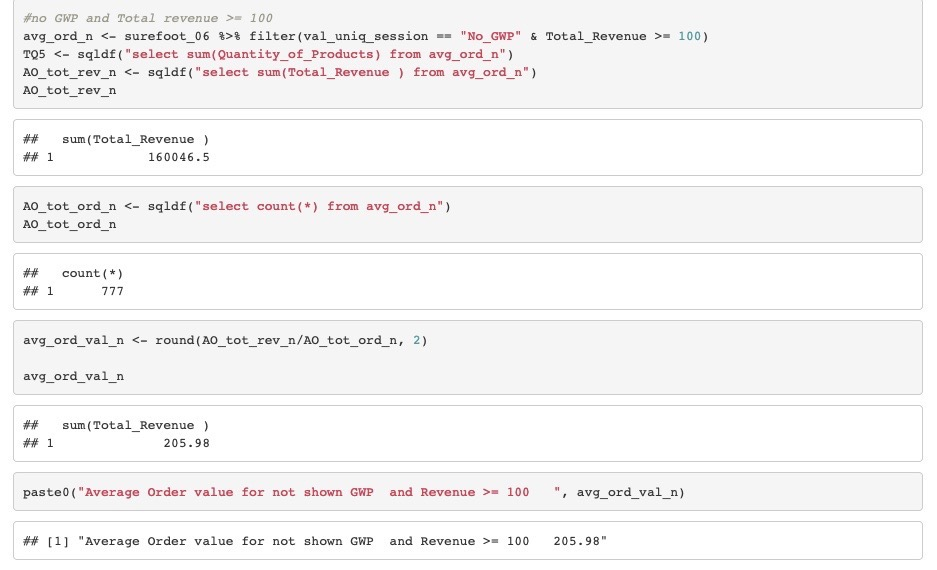 #no GWP and Total revenue >= 100
avg_ord_n <- surefoot_06 %>% filter(val_uniq_session == "No_GWP" & Total_Revenue >= 100)
TQ5 <- sqldf("select sum(Quantity_of_Products) from avg_ord_n")
AO_tot_rev_n <- sqldf("select sum(Total_Revenue ) from avg_ord_n")
AO_tot_rev_n
##   sum(Total_Revenue )
## 1            160046.5
AO_tot_ord_n <- sqldf("select count(*) from avg_ord_n")
AO_tot_ord_n
##   count(*)
## 1      777
avg_ord_val_n <- round(AO_tot_rev_n/AO_tot_ord_n, 2)
avg_ord_val_n
##   sum(Total_Revenue )
## 1              205.98
paste0("Average Order value for not shown GWP  and Revenue >= 100   ", avg_ord_val_n)
## [1] "Average Order value for not shown GWP  and Revenue >= 100   205.98"